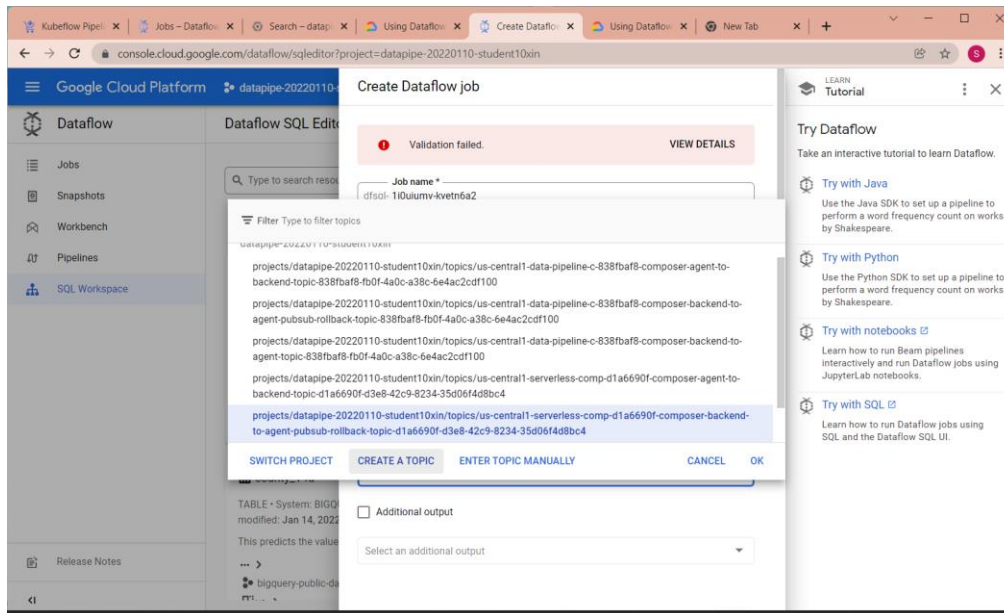 Kubeflow Pipel
Jobs – Dataflow
Search – datapi
Using Dataflow
Create Dataflo
Using Dataflow
New Tab
console.cloud.google.com/dataflow/sqleditor?project=datapipe-20220110-student10xin
S
Google Cloud Platform
datapipe-20220110-s
Dataflow
Jobs
Snapshots
Workbench
Pipelines
SQL Workspace
Release Notes
Dataflow SQL Edito
Type to search resou
Create Dataflow job
Validation failed.
VIEW DETAILS
Job name *
dfsql-
Filter Type to filter topics
datapipe-20220110-student10xin
projects/datapipe-20220110-student10xin/topics/us-central1-data-pipeline-c-838fbaf8-composer-agent-to-
backend-topic-838fbaf8-fb0f-4a0c-a38c-6e4ac2cdf100
projects/datapipe-20220110-student10xin/topics/us-central1-data-pipeline-c-838fbaf8-composer-backend-to-
agent-pubsub-rollback-topic-838fbaf8-fb0f-4a0c-a38c-6e4ac2cdf100
projects/datapipe-20220110-student10xin/topics/us-central1-data-pipeline-c-838fbaf8-composer-backend-to-
agent-topic-838fbaf8-fb0f-4a0c-a38c-6e4ac2cdf100
projects/datapipe-20220110-student10xin/topics/us-central1-serverless-comp-d1a6690f-composer-agent-to-
backend-topic-d1a6690f-d3e8-42c9-8234-35d06f4d8bc4
projects/datapipe-20220110-student10xin/topics/us-central1-serverless-comp-d1a6690f-composer-backend-
to-agent-pubsub-rollback-topic-d1a6690f-d3e8-42c9-8234-35d06f4d8bc4
SWITCH PROJECT
CREATE A TOPIC
ENTER TOPIC MANUALLY
CANCEL
OK
TABLE • System: BIGQU
modified: Jan 14, 2022
This predicts the value
...
bigquery-public-da
Additional output
Select an additional output
LEARN
Tutorial
Try Dataflow
Take an interactive tutorial to learn Dataflow.
Try with Java
Use the Java SDK to set up a pipeline to
perform a word frequency count on works
by Shakespeare.
Try with Python
Use the Python SDK to set up a pipeline to
perform a word frequency count on works
by Shakespeare.
Try with notebooks
Learn how to run Beam pipelines
interactively and run Dataflow jobs using
JupyterLab notebooks.
Try with SQL
Learn how to run Dataflow jobs using
SQL and the Dataflow SQL UI.